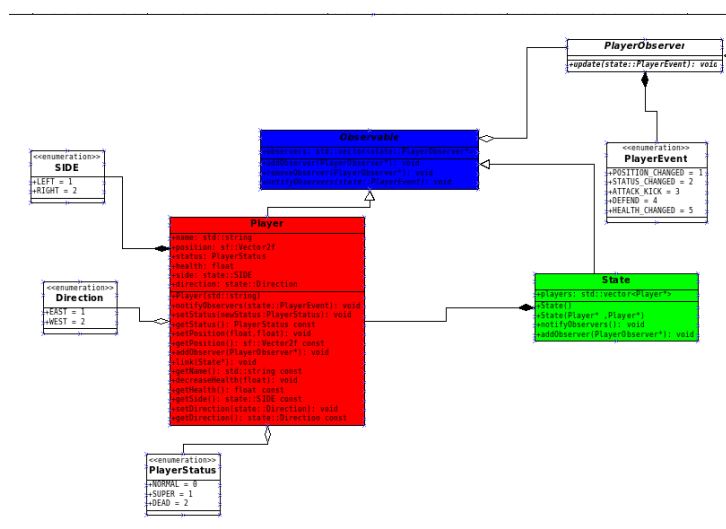 PlayerObserver
+update(state::PlayerEvent): void
Observable
+addObserver(PlayerObserver*): void
+notifyObservers(state::PlayerEvent): void
<<enumeration>>
SIDE
+LEFT = 1
+RIGHT = 2
<<enumeration>>
PlayerEvent
+POSITION_CHANGED = 1
+STATUS_CHANGED = 2
+ATTACK_KICK = 3
+DEFEND = 4
+HEALTH_CHANGED = 5
Player
+name: std::string
+position: sf::Vector2f
+status: PlayerStatus
+health: float
-side: state::SIDE
+direction: state::Direction
+Player(std::string)
+notifyObservers(state::PlayerEvent): void
+setStatus(newStatus:PlayerStatus): void
+getStatus(): PlayerStatus const
+setPosition(float,float): void
+getPosition(): sf::Vector2f const
+addObserver(PlayerObserver*): void
+link(State*): void
+getName(): std::string const
+decreaseHealth(float): void
+getHealth(): float const
+getSide(): state::SIDE const
+setDirection(state::Direction): void
+getDirection(): state::Direction const
<<enumeration>>
Direction
+EAST = 1
+WEST = 2
State
+players: std::vector<Player*>
+State()
+State(Player* ,Player*)
+notifyObservers(): void
+addObserver(PlayerObserver*): void
<<enumeration>>
PlayerStatus
+NORMAL = 0
+SUPER = 1
+DEAD = 2